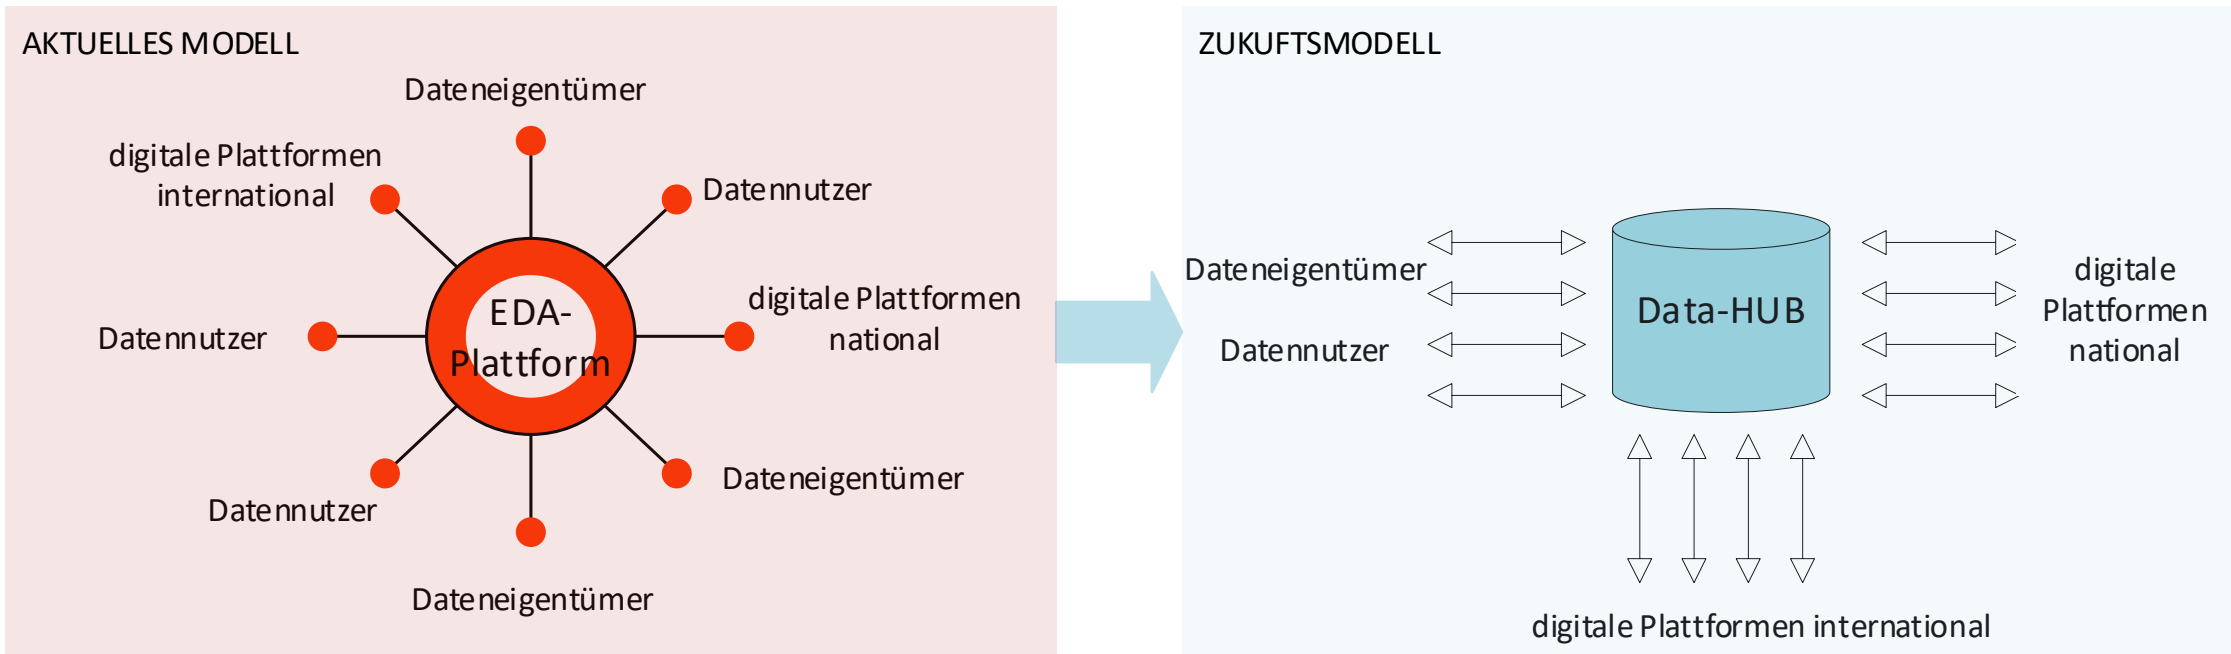 AKTUELLES MODELL
Dateneigentümer
digitale Plattformen
international
Datennutzer
digitale Plattformen
national
EDA-
Plattform
Datennutzer
Dateneigentümer
Datennutzer
Dateneigentümer
ZUKUFTSMODELL
Dateneigentümer
Datennutzer
Data-HUB
digitale
Plattformen
national
digitale Plattformen international